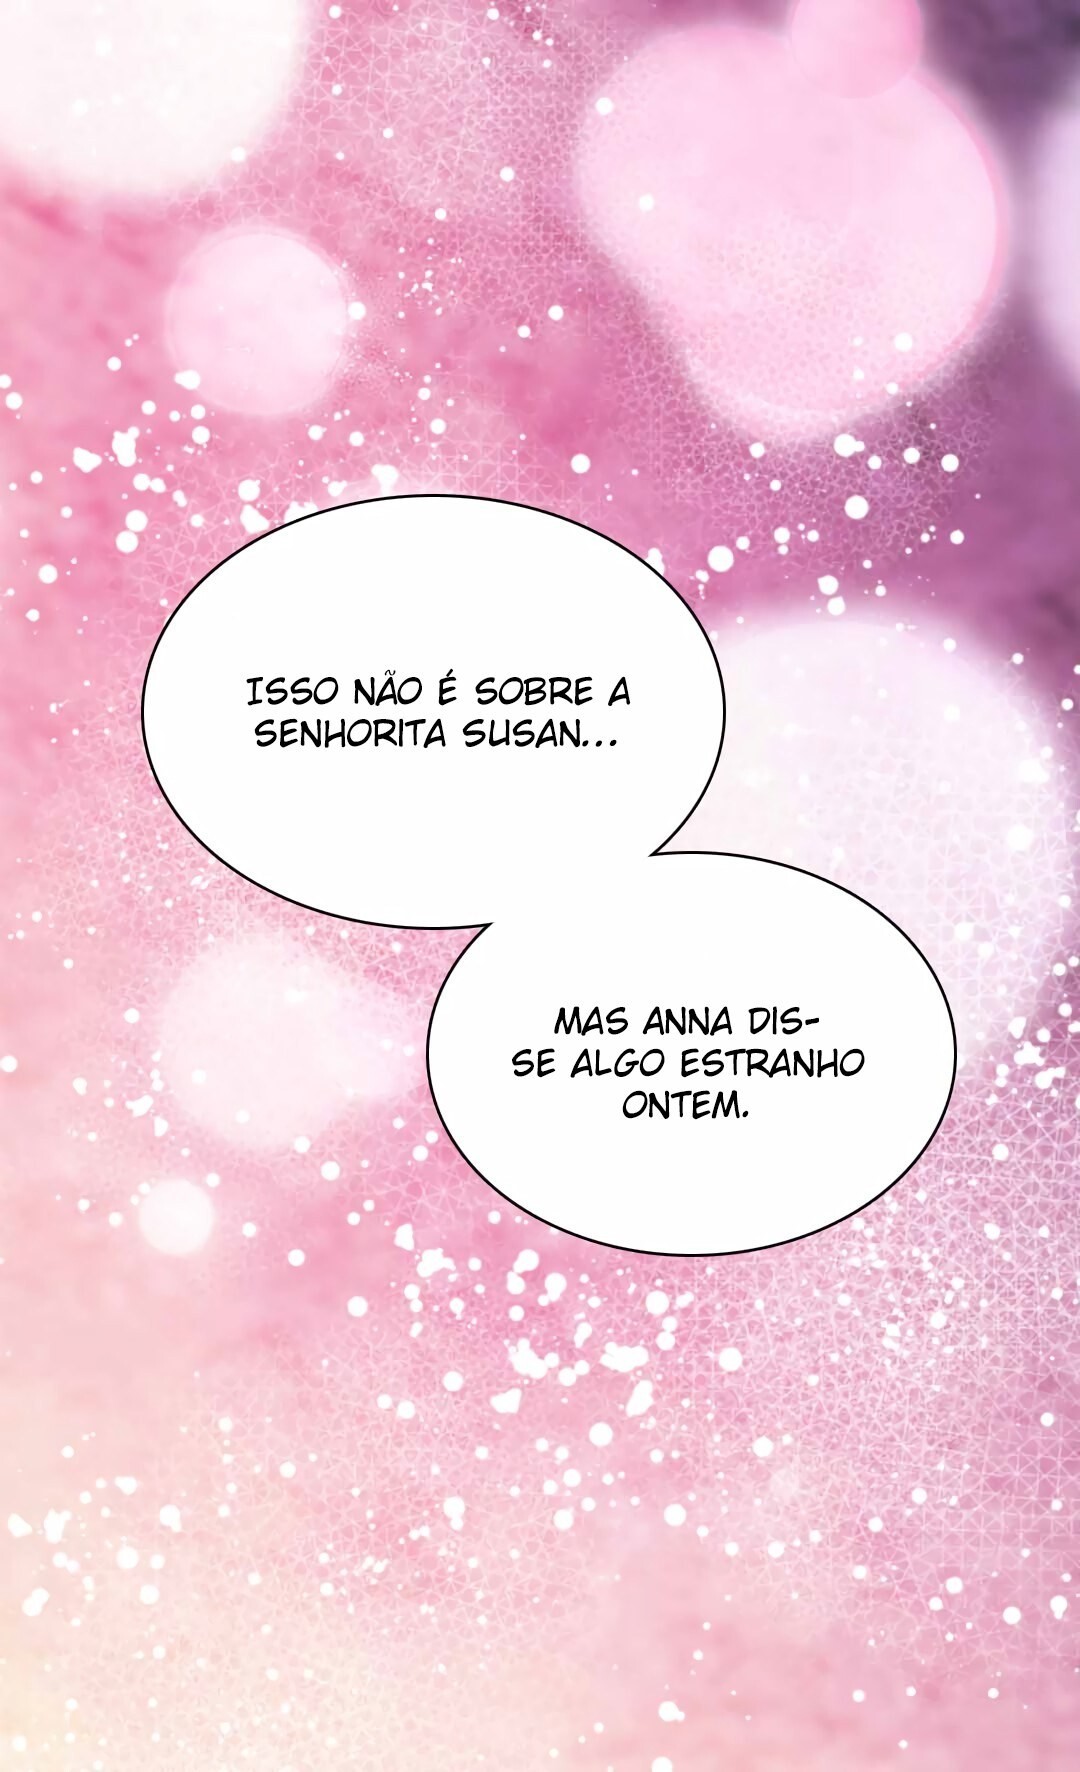 ISSO NÃO É SOBRE A
SENHORITA SUSAN...
MAS ANNA DIS-
SE ALGO ESTRANHO
ONTEM.